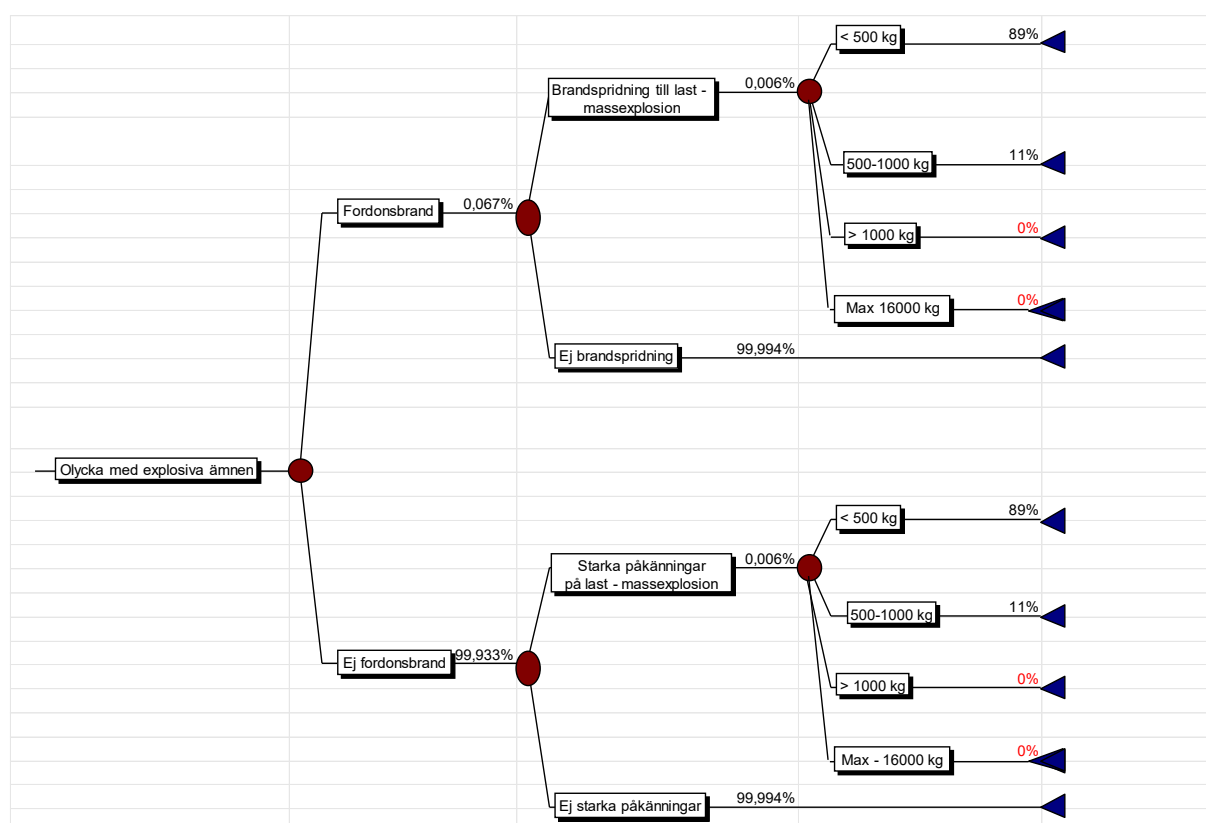 < 500 kg
89%
Brandspridning till last -
massexplosion
0,006%
500-1000 kg
11%
Fordonsbrand
0,067%
> 1000 kg
0%
Max 16000 kg
0%
Ej brandspridning
99,994%
Olycka med explosiva ämnen
< 500 kg
89%
Starka påkänningar
på last - massexplosion
0,006%
500-1000 kg
11%
Ej fordonsbrand
99,933%
> 1000 kg
0%
Max - 16000 kg
0%
Ej starka påkänningar
99,994%